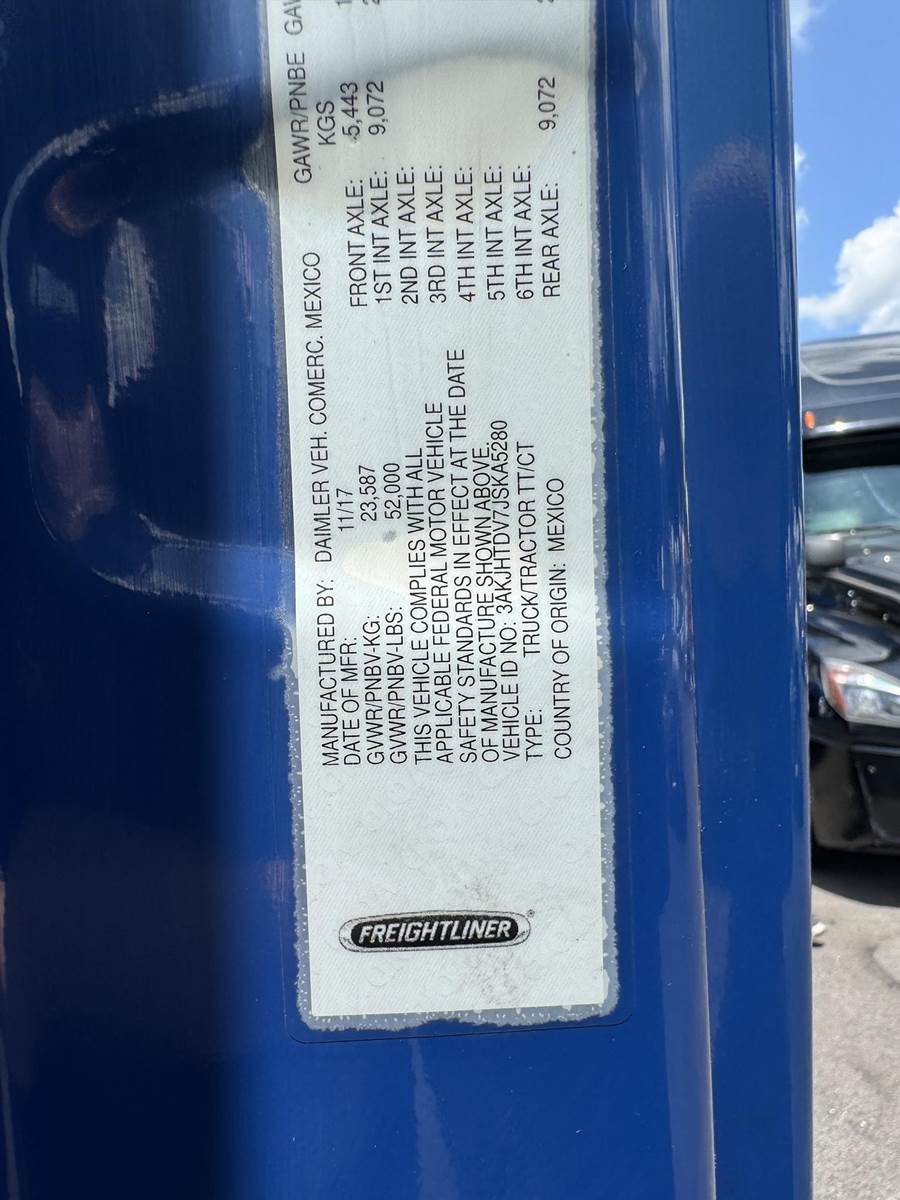 FREIGHTLINER
MANUFACTURED BY: DAIMLER VEH. COMERC. MEXICO
DATE OF MFR: 11/17
GVWR/PNBV-KG: 23,587
GVWR/PNBV-LBS: 52,000
THIS VEHICLE COMPLIES WITH ALL
APPLICABLE FEDERAL MOTOR VEHICLE
SAFETY STANDARDS IN EFFECT AT THE DATE
OF MANUFACTURE SHOWN ABOVE.
VEHICLE ID NO: 3AKJHTDV7JSKA5280
TYPE: TRUCK/TRACTOR TT/CT
COUNTRY OF ORIGIN: MEXICO
GAWR/PNBE
KGS
FRONT AXLE: 5,443
1ST INT AXLE: 9,072
2ND INT AXLE:
3RD INT AXLE:
4TH INT AXLE:
5TH INT AXLE:
6TH INT AXLE:
REAR AXLE: 9,072